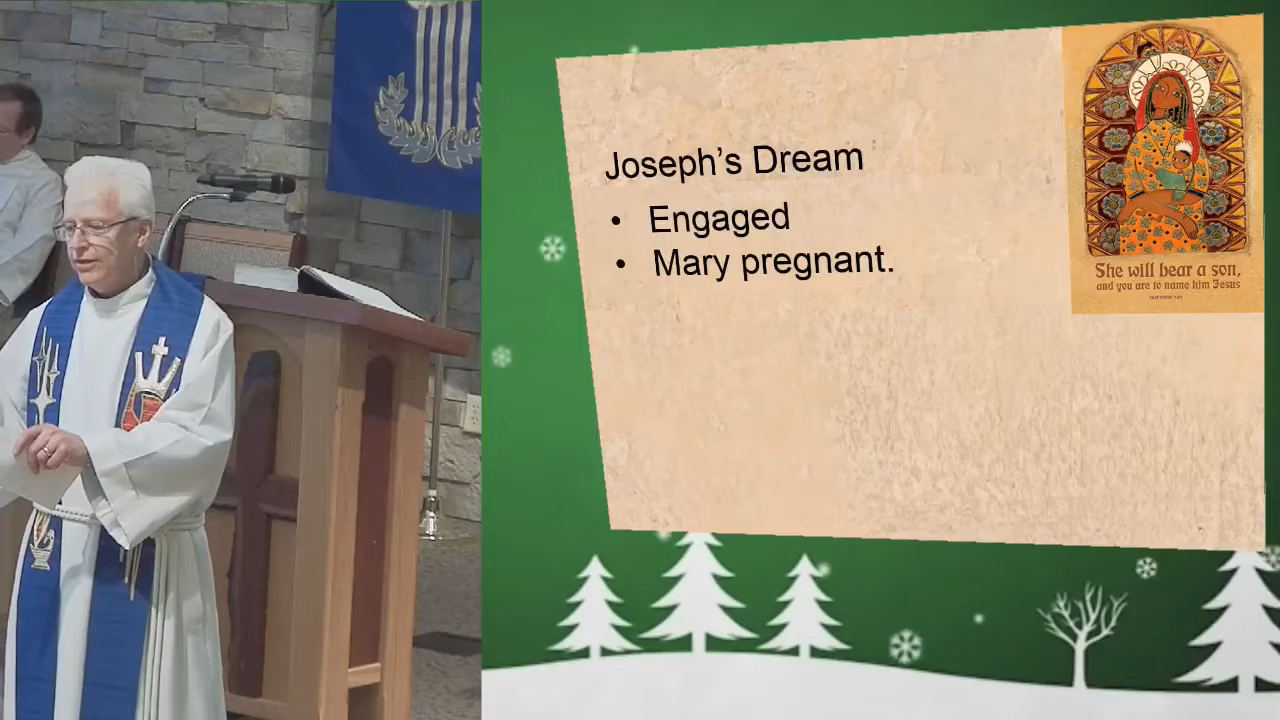 Joseph's Dream
• Engaged
• Mary pregnant.
She will bear a son,
and you are to name him Jesus